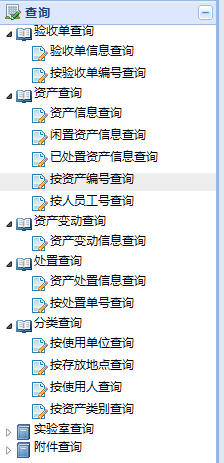 查询
验收单查询
验收单信息查询
按验收单编号查询
资产查询
资产信息查询
闲置资产信息查询
已处置资产信息查询
按资产编号查询
按人员工号查询
资产变动查询
资产变动信息查询
处置查询
资产处置信息查询
按处置单号查询
分类查询
按使用单位查询
按存放地点查询
按使用人查询
按资产类别查询
实验室查询
附件查询